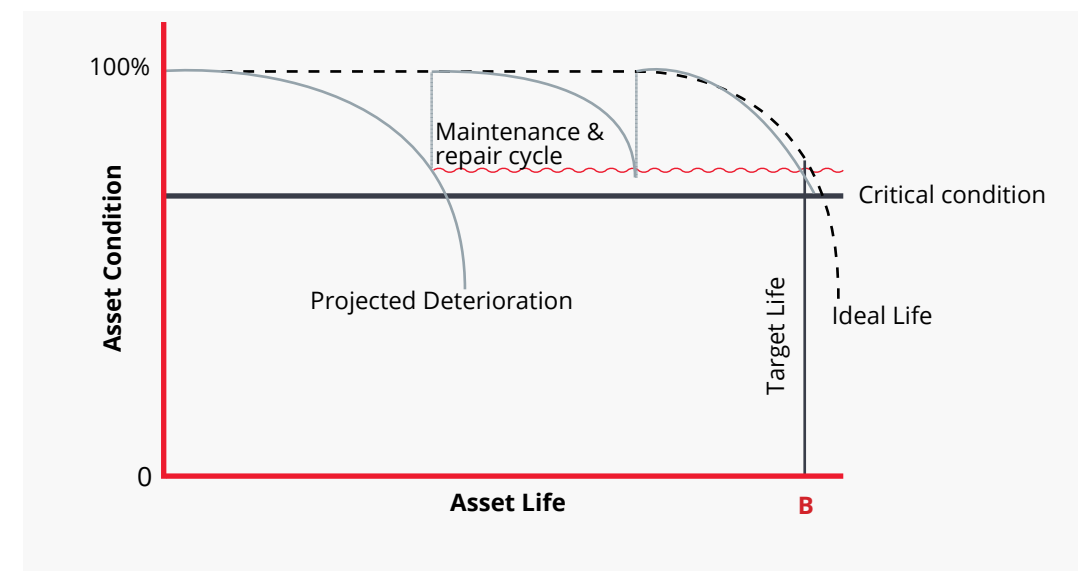 100%
Maintenance &
repair cycle
Critical condition
Asset Condition
Projected Deterioration
Target Life
Ideal Life
0
Asset Life
B